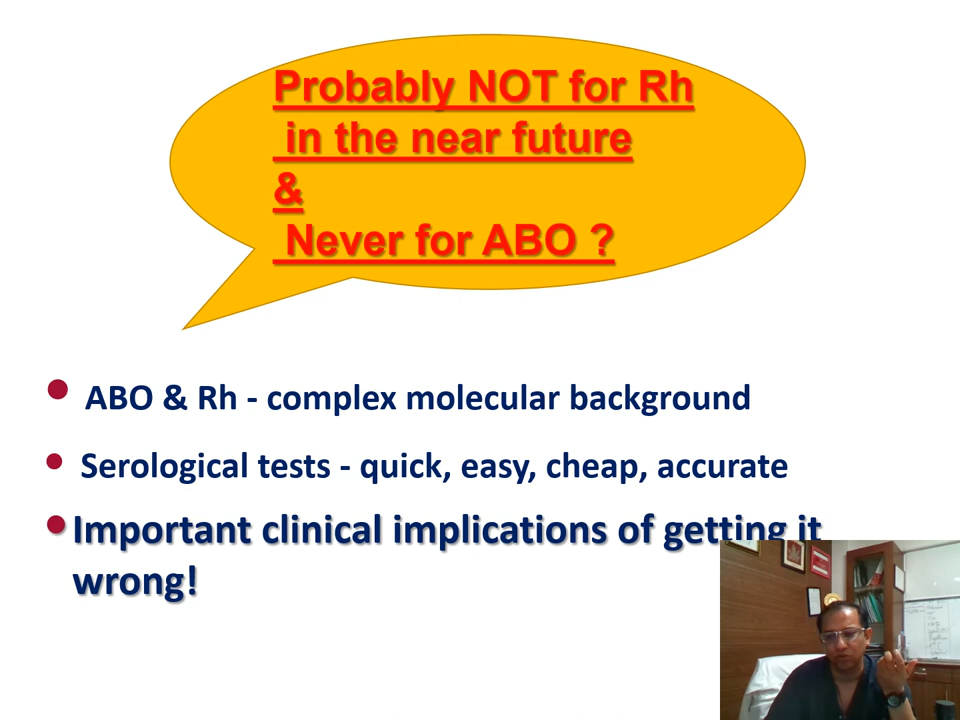 Probably NOT for Rh
in the near future
&
Never for ABO ?
• ABO & Rh - complex molecular background
• Serological tests - quick, easy, cheap, accurate
• Important clinical implications of getting it
wrong!